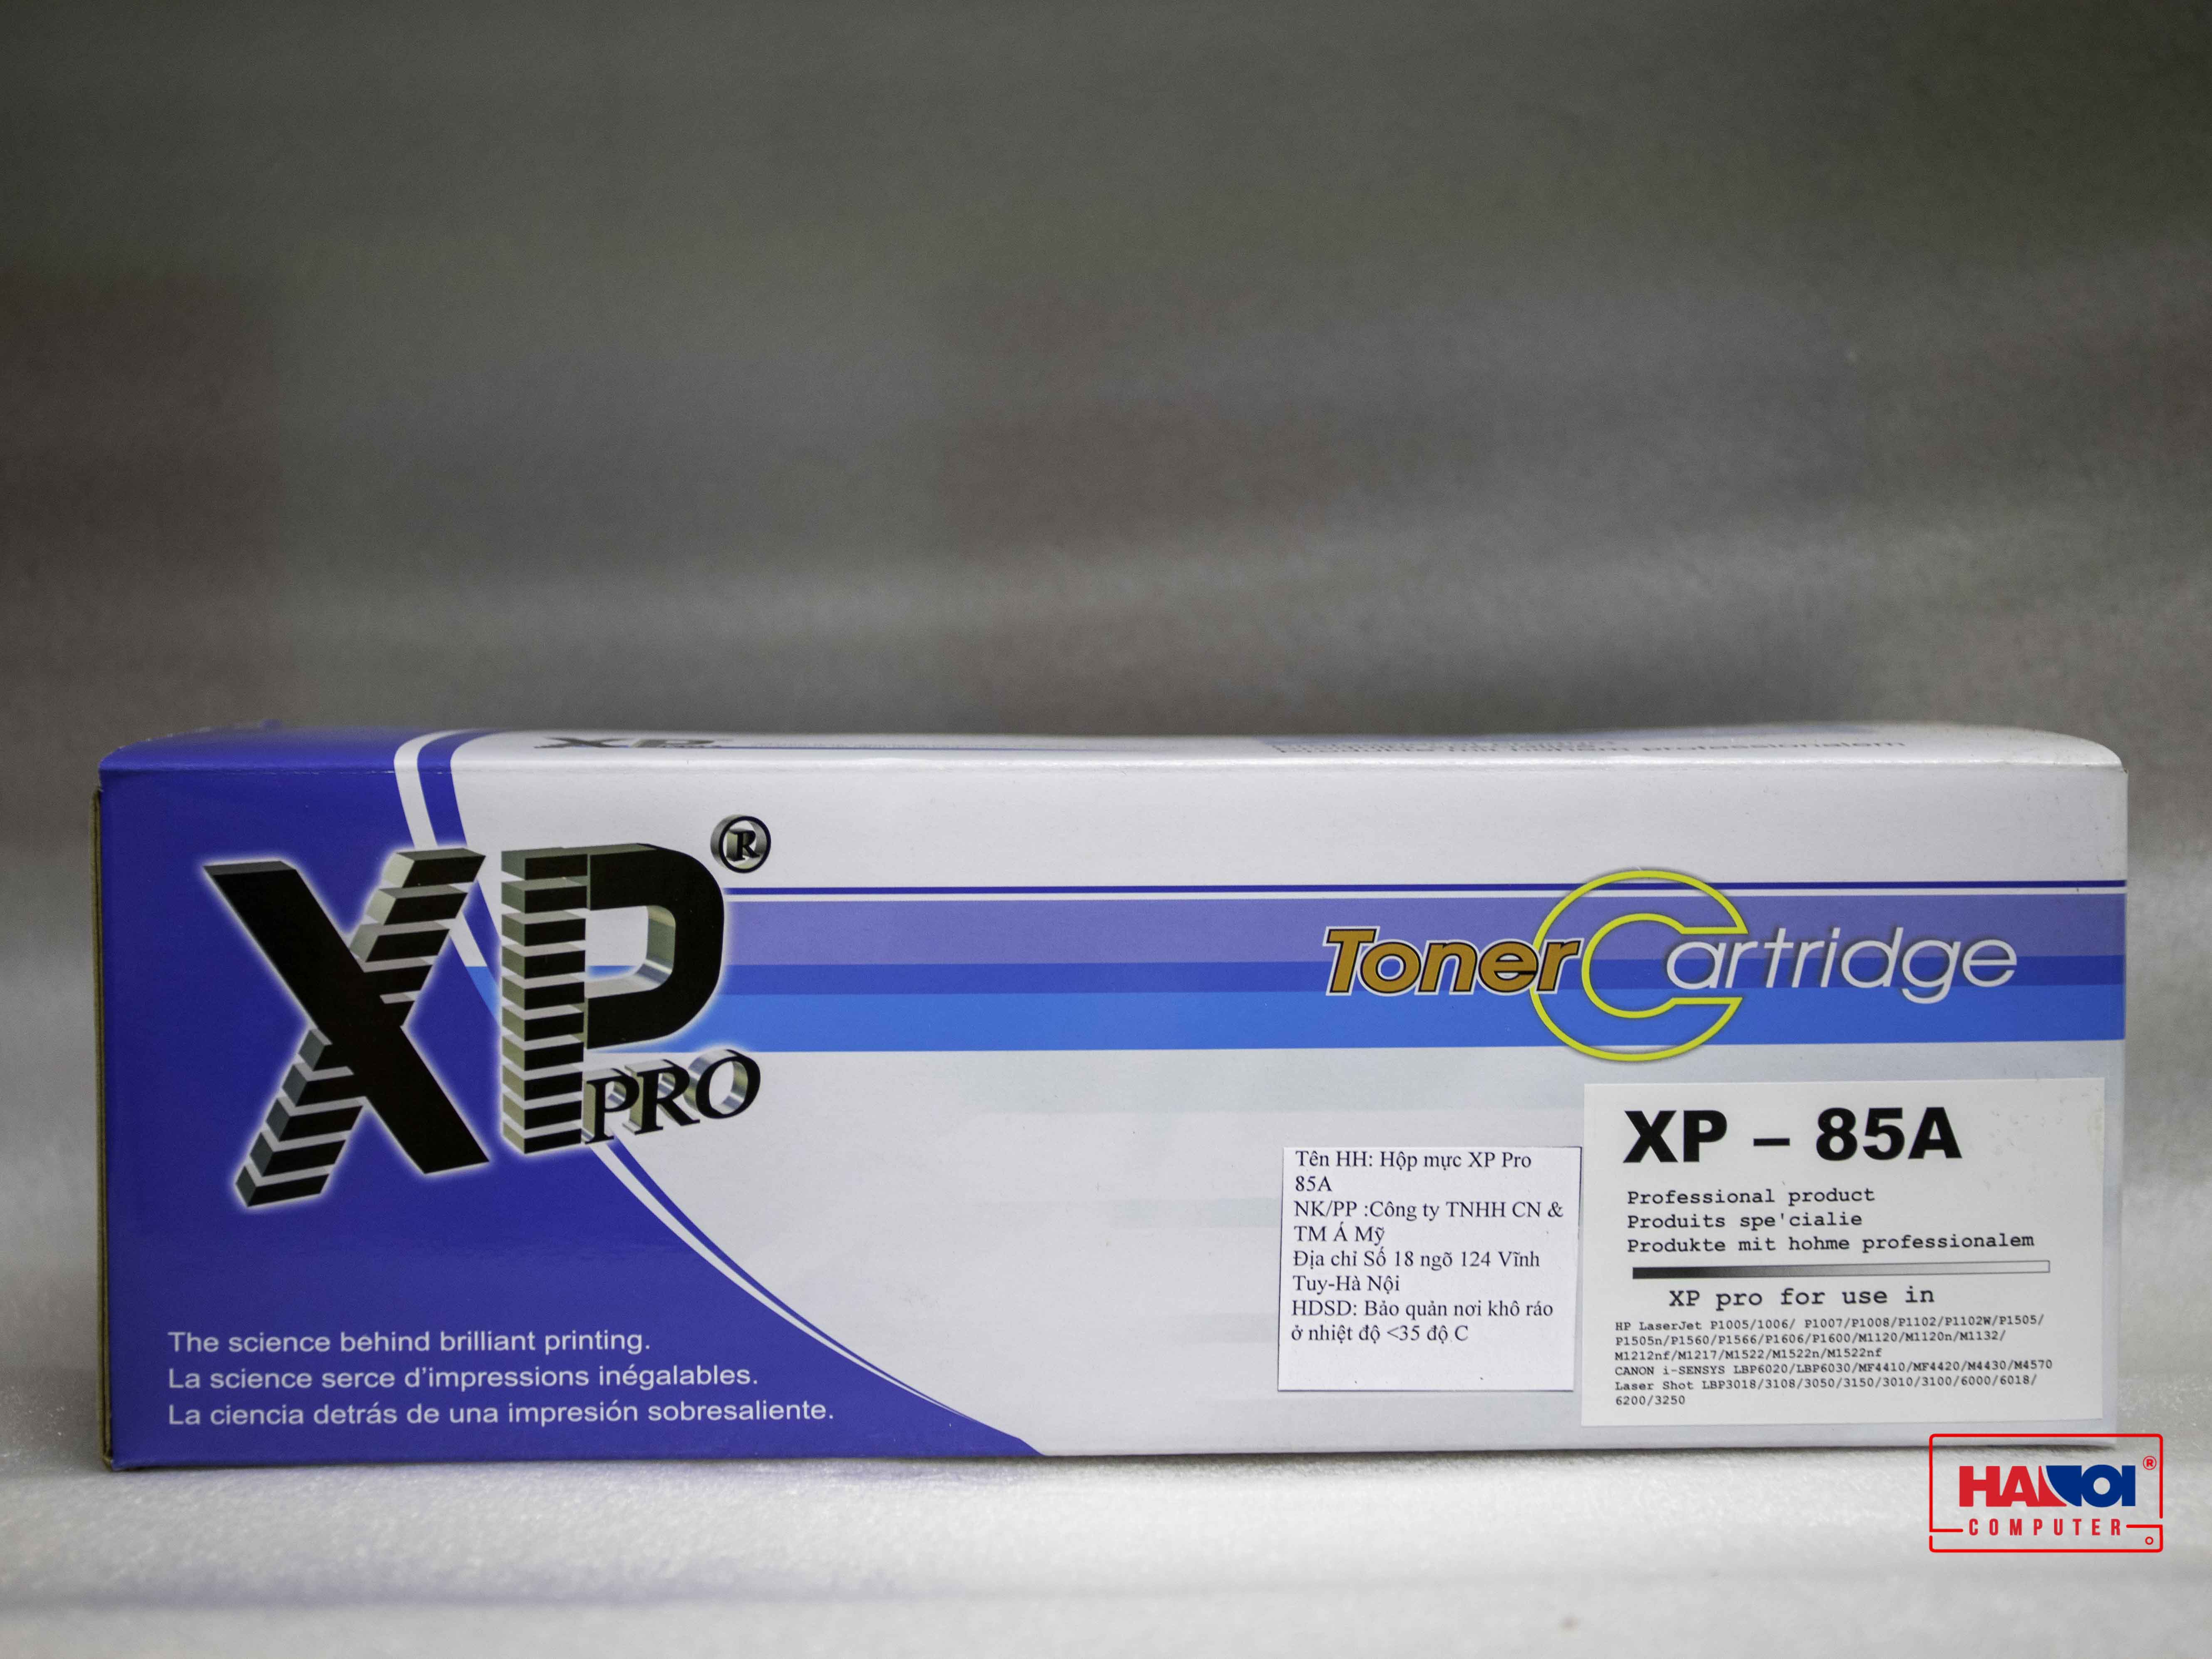 XP PRO ®
Toner Cartridge
XP – 85A
Professional product
Produits spe'cialie
Produkte mit hohme professionalem
XP pro for use in
HP LaserJet P1005/1006/ P1007/P1008/P1102/P1102W/P1505/
P1505n/P1560/P1566/P1606/P1600/M1120/M1120n/M1132/
M1212nf/M1217/M1522/M1522n/M1522nf
CANON i-SENSYS LBP6020/LBP6030/MF4410/MF4420/M4430/M4570
Laser Shot LBP3018/3108/3050/3150/3010/3100/6000/6018/
6200/3250
Tên HH: Hộp mực XP Pro
85A
NK/PP :Công ty TNHH CN &
TM Á Mỹ
Địa chỉ Số 18 ngõ 124 Vĩnh
Tuy-Hà Nội
HDSD: Bảo quản nơi khô ráo
ở nhiệt độ <35 độ C
The science behind brilliant printing.
La science serce d'impressions inégalables.
La ciencia detrás de una impresión sobresaliente.
HANOI ®
COMPUTER